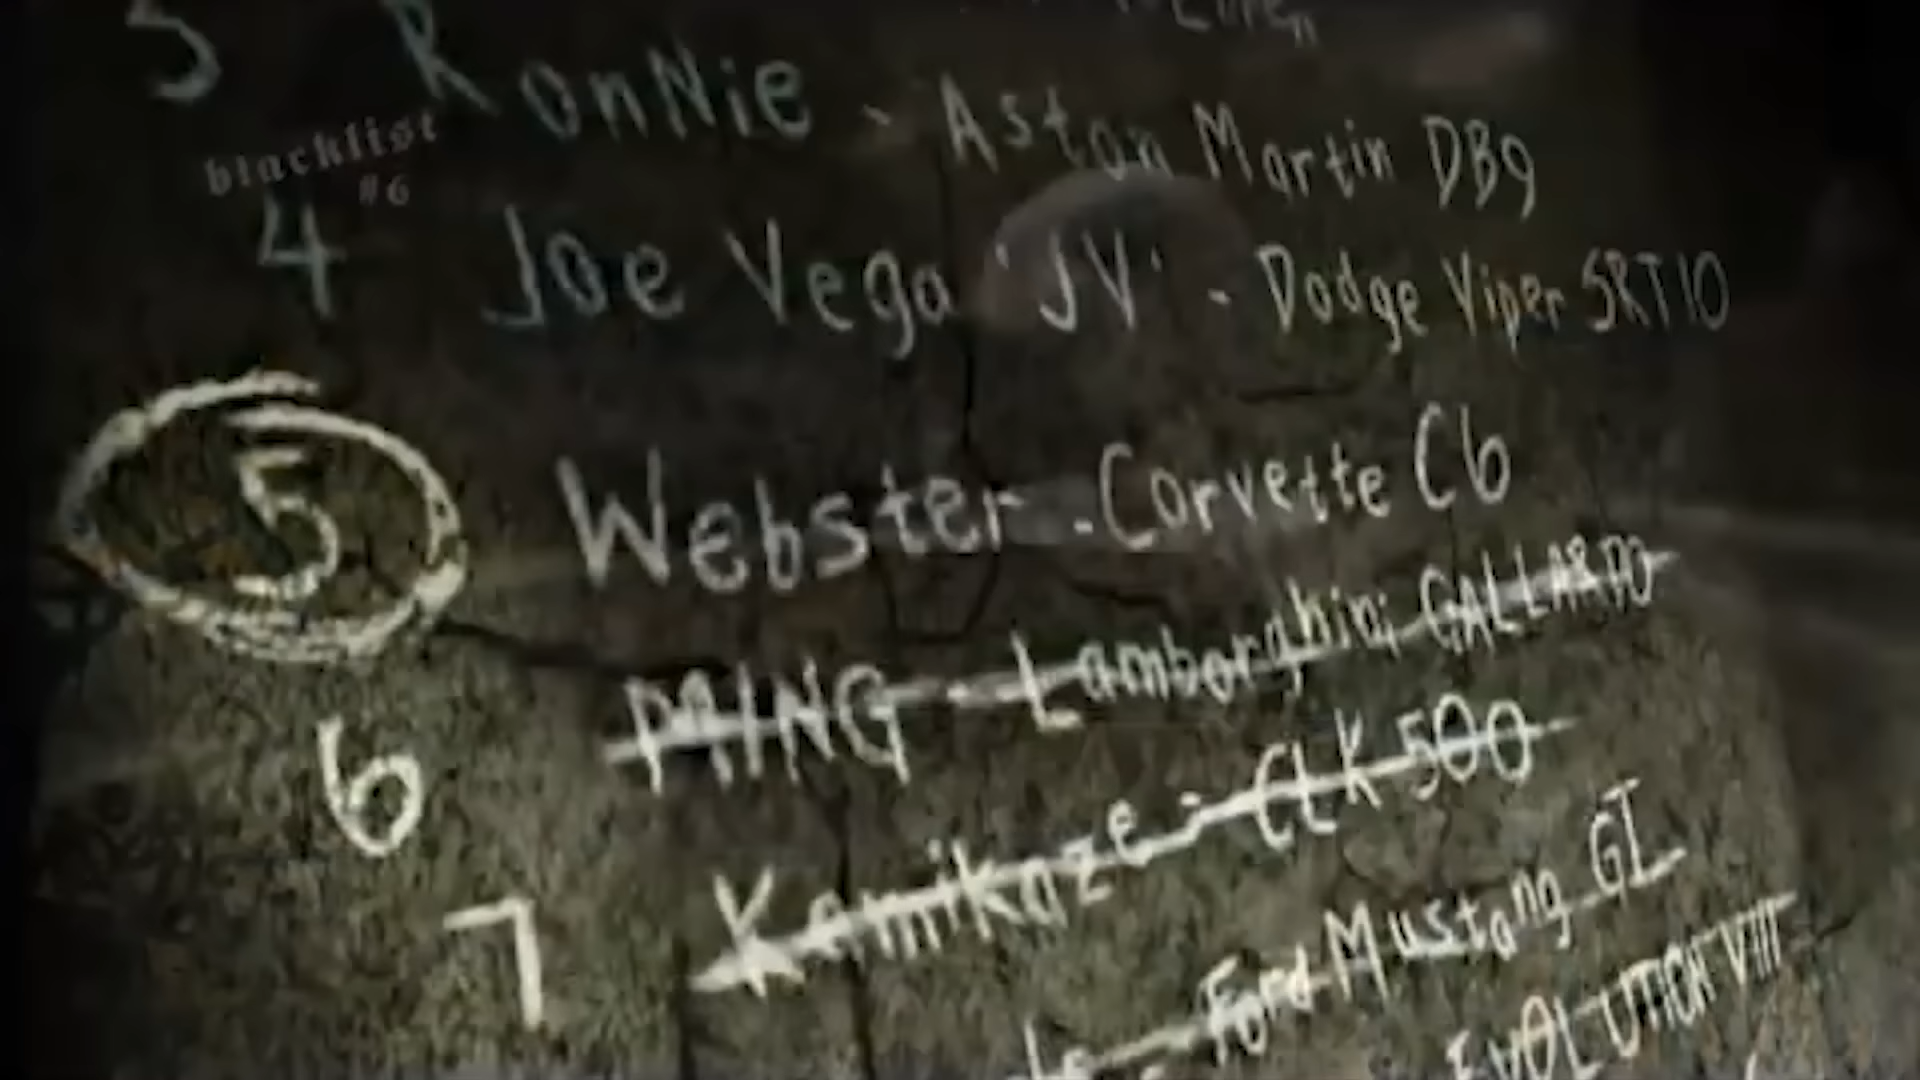 3 RonNie - Aston Martin DB9
blacklist
#6
4 Joe Vega 'JV' - Dodge Viper SRT10
5 Webster - Corvette C6
6 MING - Lamborghini GALLARDO
7 Kamikaze - CLK 500
Ford Mustang GT
EVOLUTION VIII